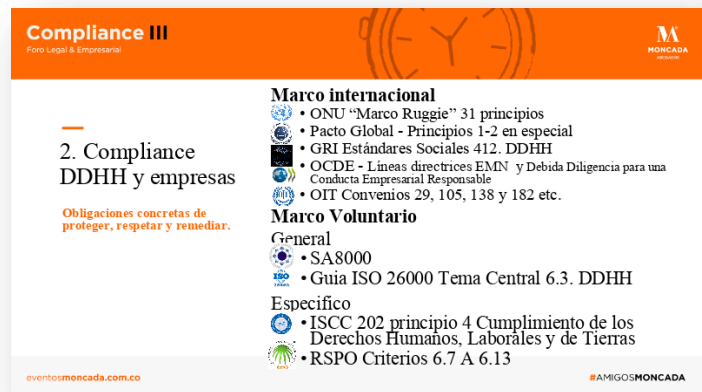 Compliance III
Foro Legal & Empresarial
MONCADA
ABOGADOS
2. Compliance
DDHH y empresas
Obligaciones concretas de
proteger, respetar y remediar.
Marco internacional
• ONU “Marco Ruggie” 31 principios
• Pacto Global - Principios 1-2 en especial
• GRI Estándares Sociales 412. DDHH
• OCDE - Líneas directrices EMN y Debida Diligencia para una
Conducta Empresarial Responsable
• OIT Convenios 29, 105, 138 y 182 etc.
Marco Voluntario
General
• SA8000
ISO
• Guia ISO 26000 Tema Central 6.3. DDHH
Especifico
• ISCC 202 principio 4 Cumplimiento de los
Derechos Humanos, Laborales y de Tierras
• RSPO Criterios 6.7 A 6.13
eventosmoncada.com.co
#AMIGOSMONCADA